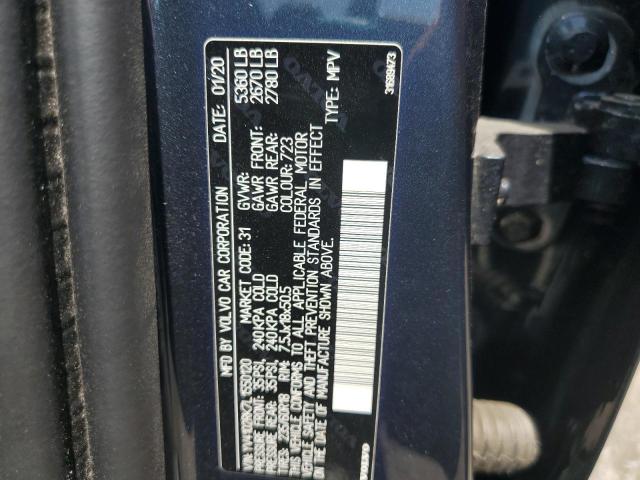 MFD BY VOLVO CAR CORPORATION DATE: 01/20
MARKET CODE: 31 GVWR: 5360 LB
PRESSURE FRONT: 35PSI, 240KPA COLD GAWR FRONT: 2670 LB
PRESSURE REAR: 35PSI, 240KPA COLD GAWR REAR: 2780 LB
RIM: 7.5Jx18x50.5 COLOUR: 723 TYPE: MPV
THIS VEHICLE CONFORMS TO ALL APPLICABLE FEDERAL MOTOR
VEHICLE SAFETY AND THEFT PREVENTION STANDARDS IN EFFECT
ON THE DATE OF MANUFACTURE SHOWN ABOVE.
VOLVO